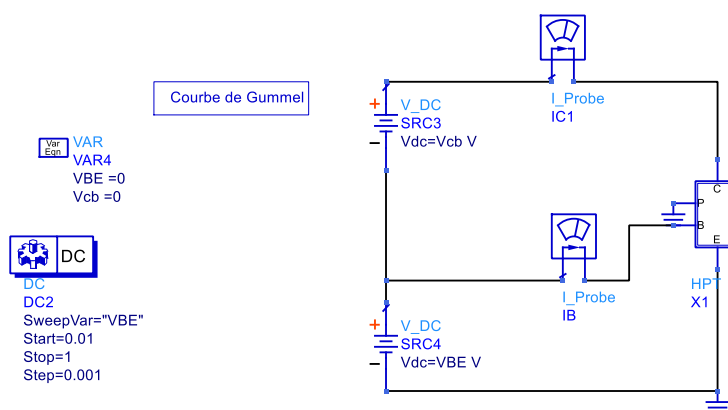 Courbe de Gummel
Var
Eqn
VAR
VAR4
VBE =0
Vcb =0
DC
DC
DC2
SweepVar="VBE"
Start=0.01
Stop=1
Step=0.001
+
V_DC
SRC3
Vdc=Vcb V
–
I_Probe
IC1
I_Probe
IB
+
V_DC
SRC4
Vdc=VBE V
–
C
P
B
E
HPT
X1